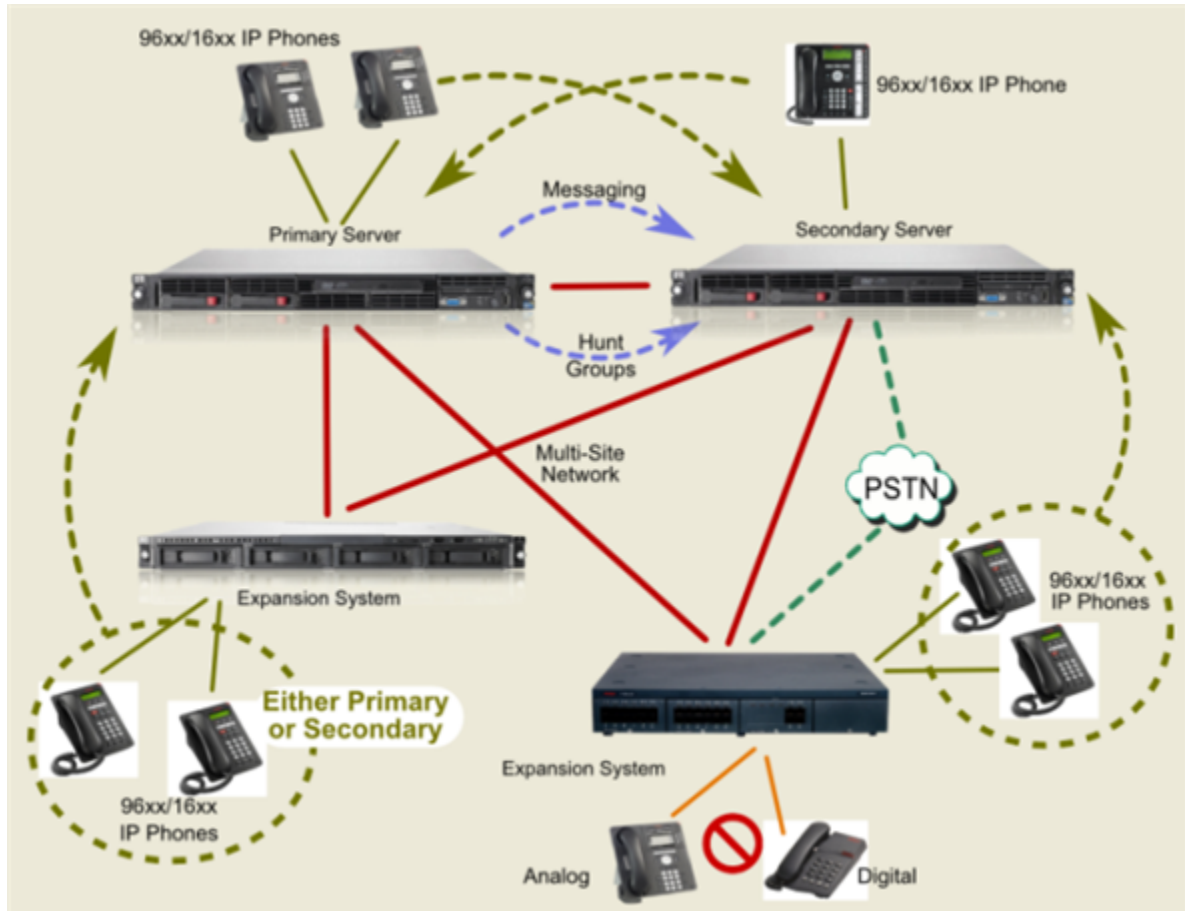 96xx/16xx IP Phones
96xx/16xx IP Phone
Messaging
Primary Server
Secondary Server
Hunt
Groups
Multi-Site
Network
PSTN
Expansion System
96xx/16xx
IP Phones
Either Primary
or Secondary
96xx/16xx
IP Phones
Expansion System
Analog
Digital